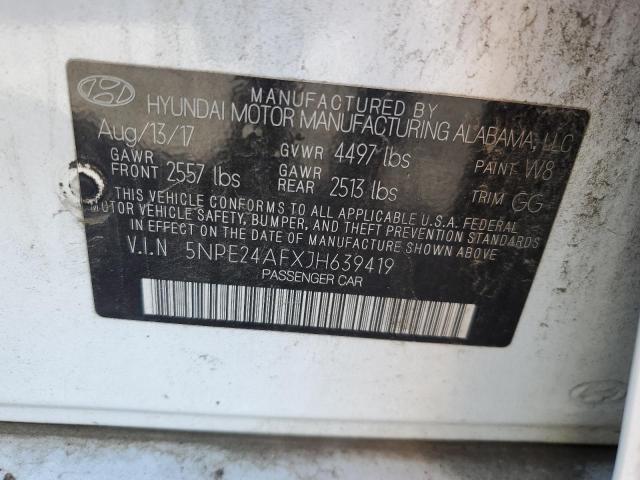 MANUFACTURED BY
HYUNDAI MOTOR MANUFACTURING ALABAMA, LLC
Aug/13/17 GVWR 4497 lbs PAINT W8
GAWR FRONT 2557 lbs GAWR REAR 2513 lbs TRIM GG
THIS VEHICLE CONFORMS TO ALL APPLICABLE U.S.A. FEDERAL
MOTOR VEHICLE SAFETY, BUMPER, AND THEFT PREVENTION STANDARDS
IN EFFECT ON THE DATE OF MANUFACTURE SHOWN ABOVE.
V.I.N 5NPE24AFXJH639419
PASSENGER CAR